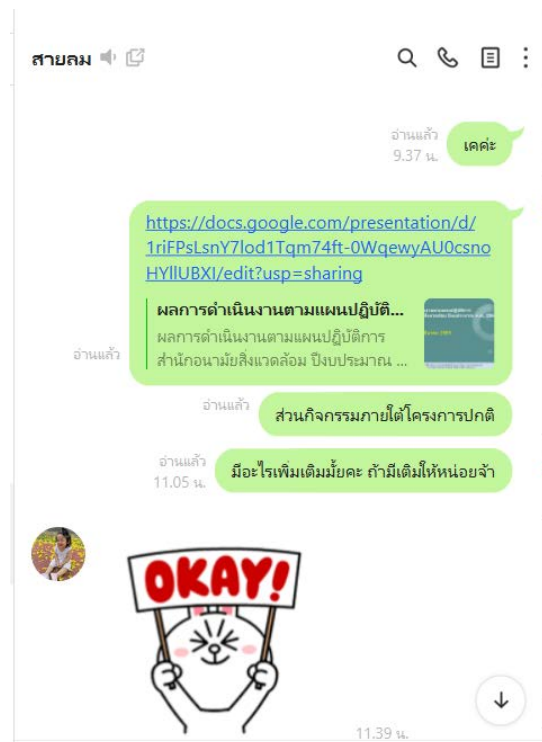 สายลม
อ่านแล้ว
9.37 น.
เคค่ะ
https://docs.google.com/presentation/d/
1riFPsLsnY7lod1Tqm74ft-0WqewyAU0csno
HYllUBXI/edit?usp=sharing
ผลการดำเนินงานตามแผนปฏิบัติ...
ผลการดำเนินงานตามแผนปฏิบัติการ
สำนักอนามัยสิ่งแวดล้อม ปีงบประมาณ ...
อ่านแล้ว
อ่านแล้ว
ส่วนกิจกรรมภายใต้โครงการปกติ
อ่านแล้ว
11.05 น.
มีอะไรเพิ่มเติมมั้ยคะ ถ้ามีเติมให้หน่อยจ้า
OKAY!
11.39 น.